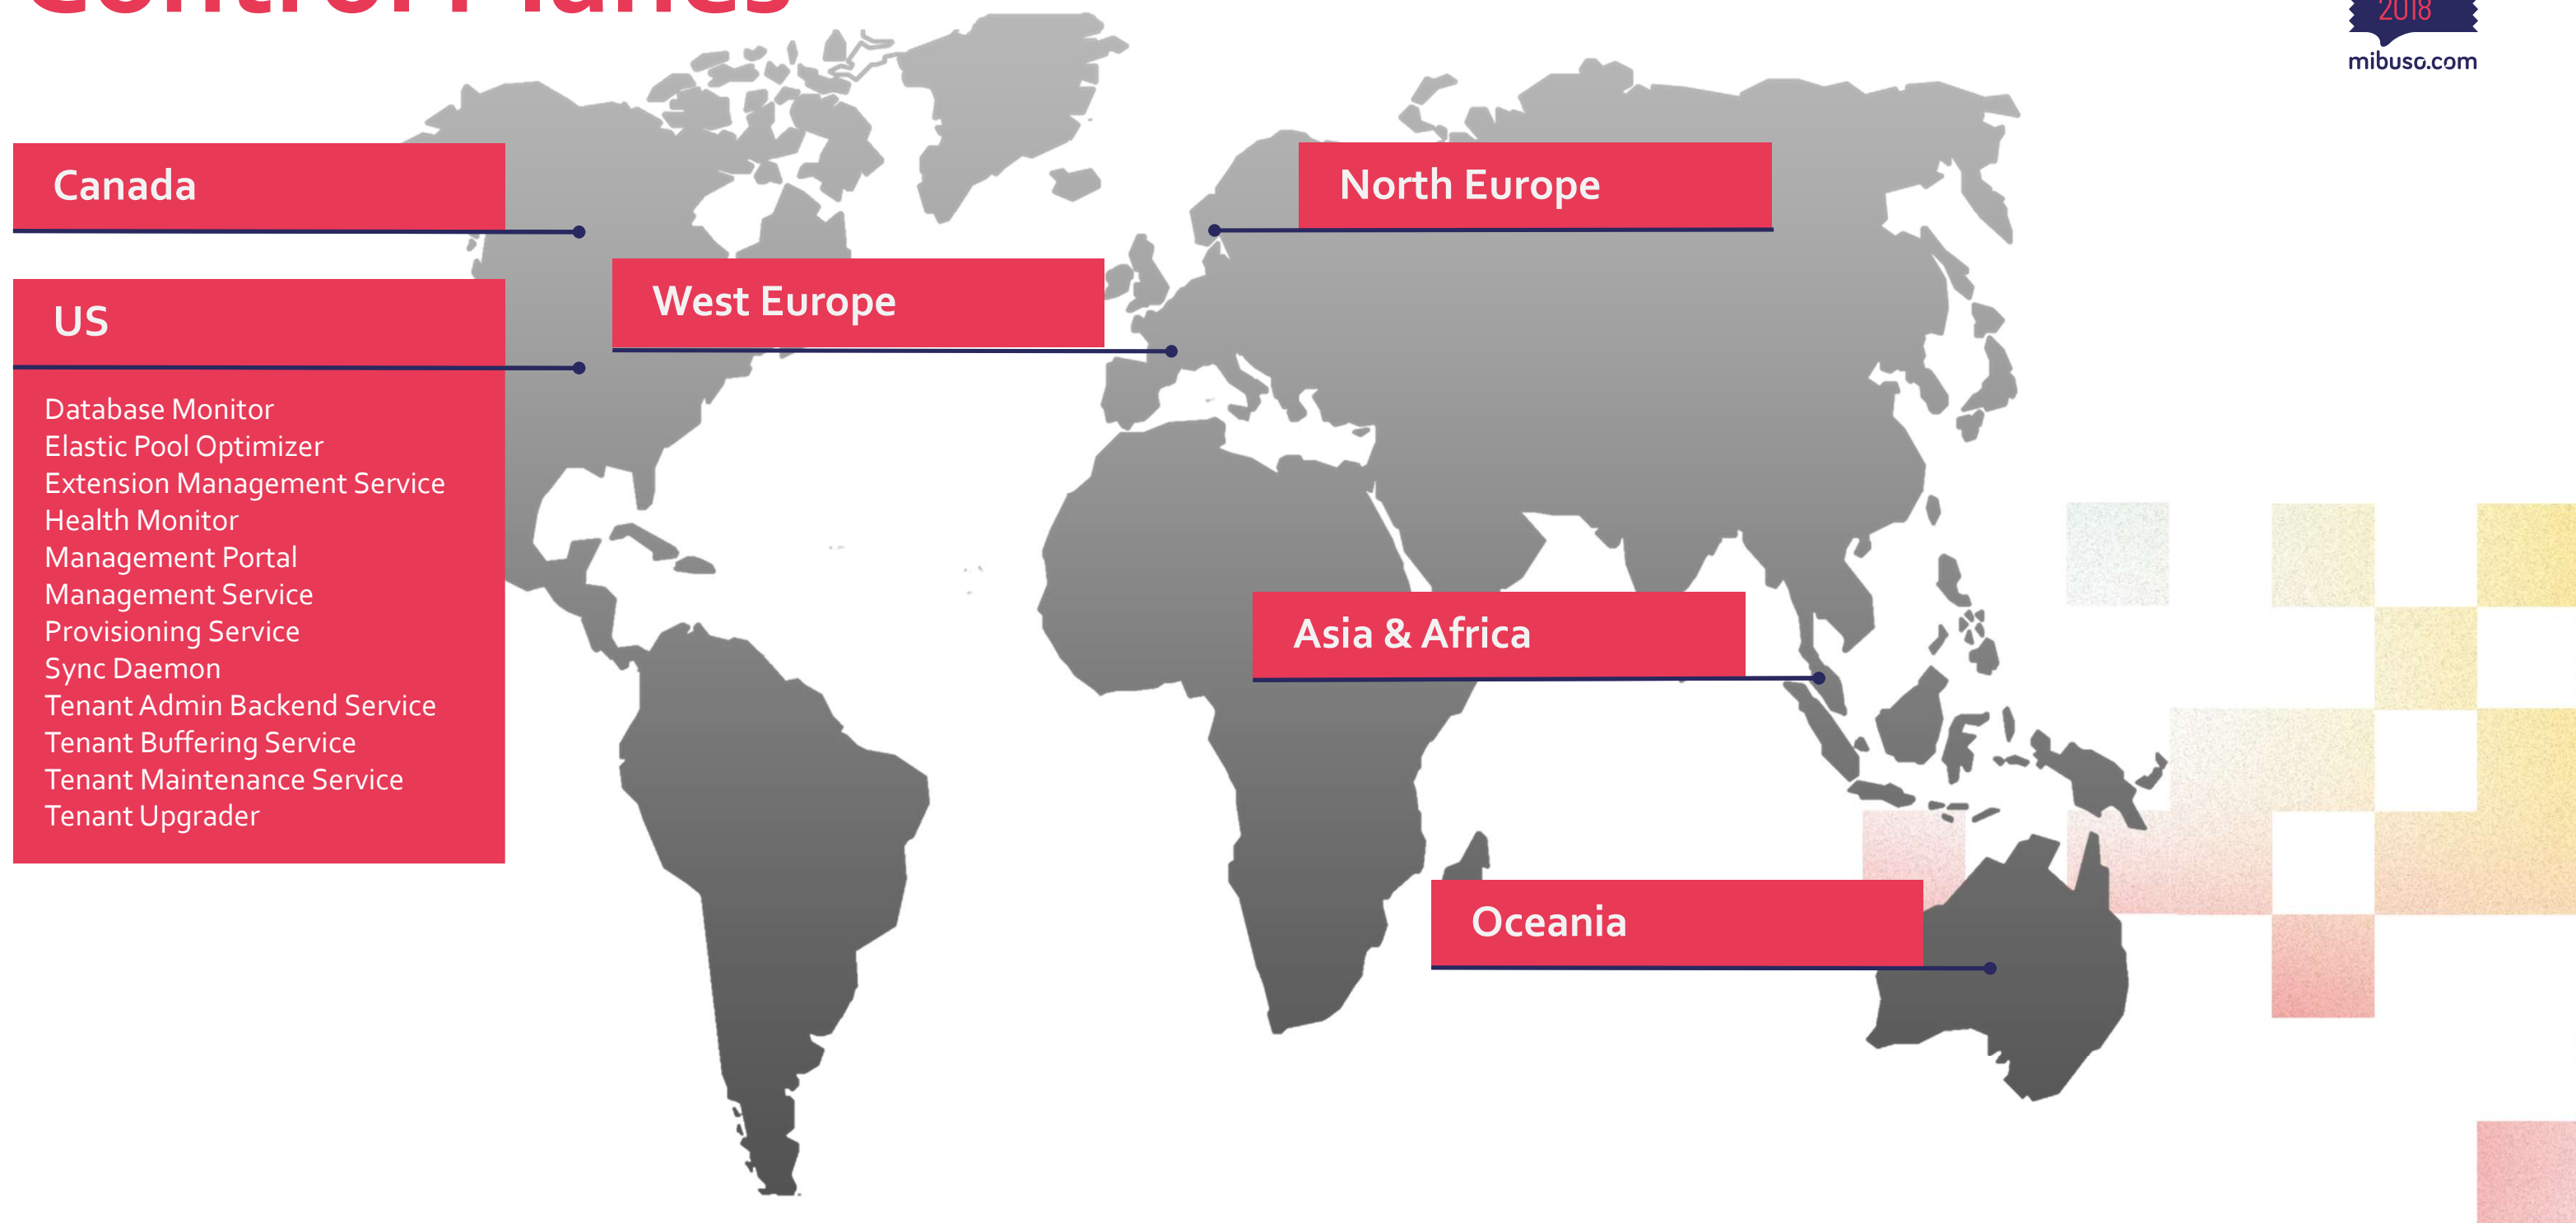 Control Planes
2018
mibuso.com
Canada
North Europe
West Europe
US
Database Monitor
Elastic Pool Optimizer
Extension Management Service
Health Monitor
Management Portal
Management Service
Provisioning Service
Sync Daemon
Tenant Admin Backend Service
Tenant Buffering Service
Tenant Maintenance Service
Tenant Upgrader
Asia & Africa
Oceania